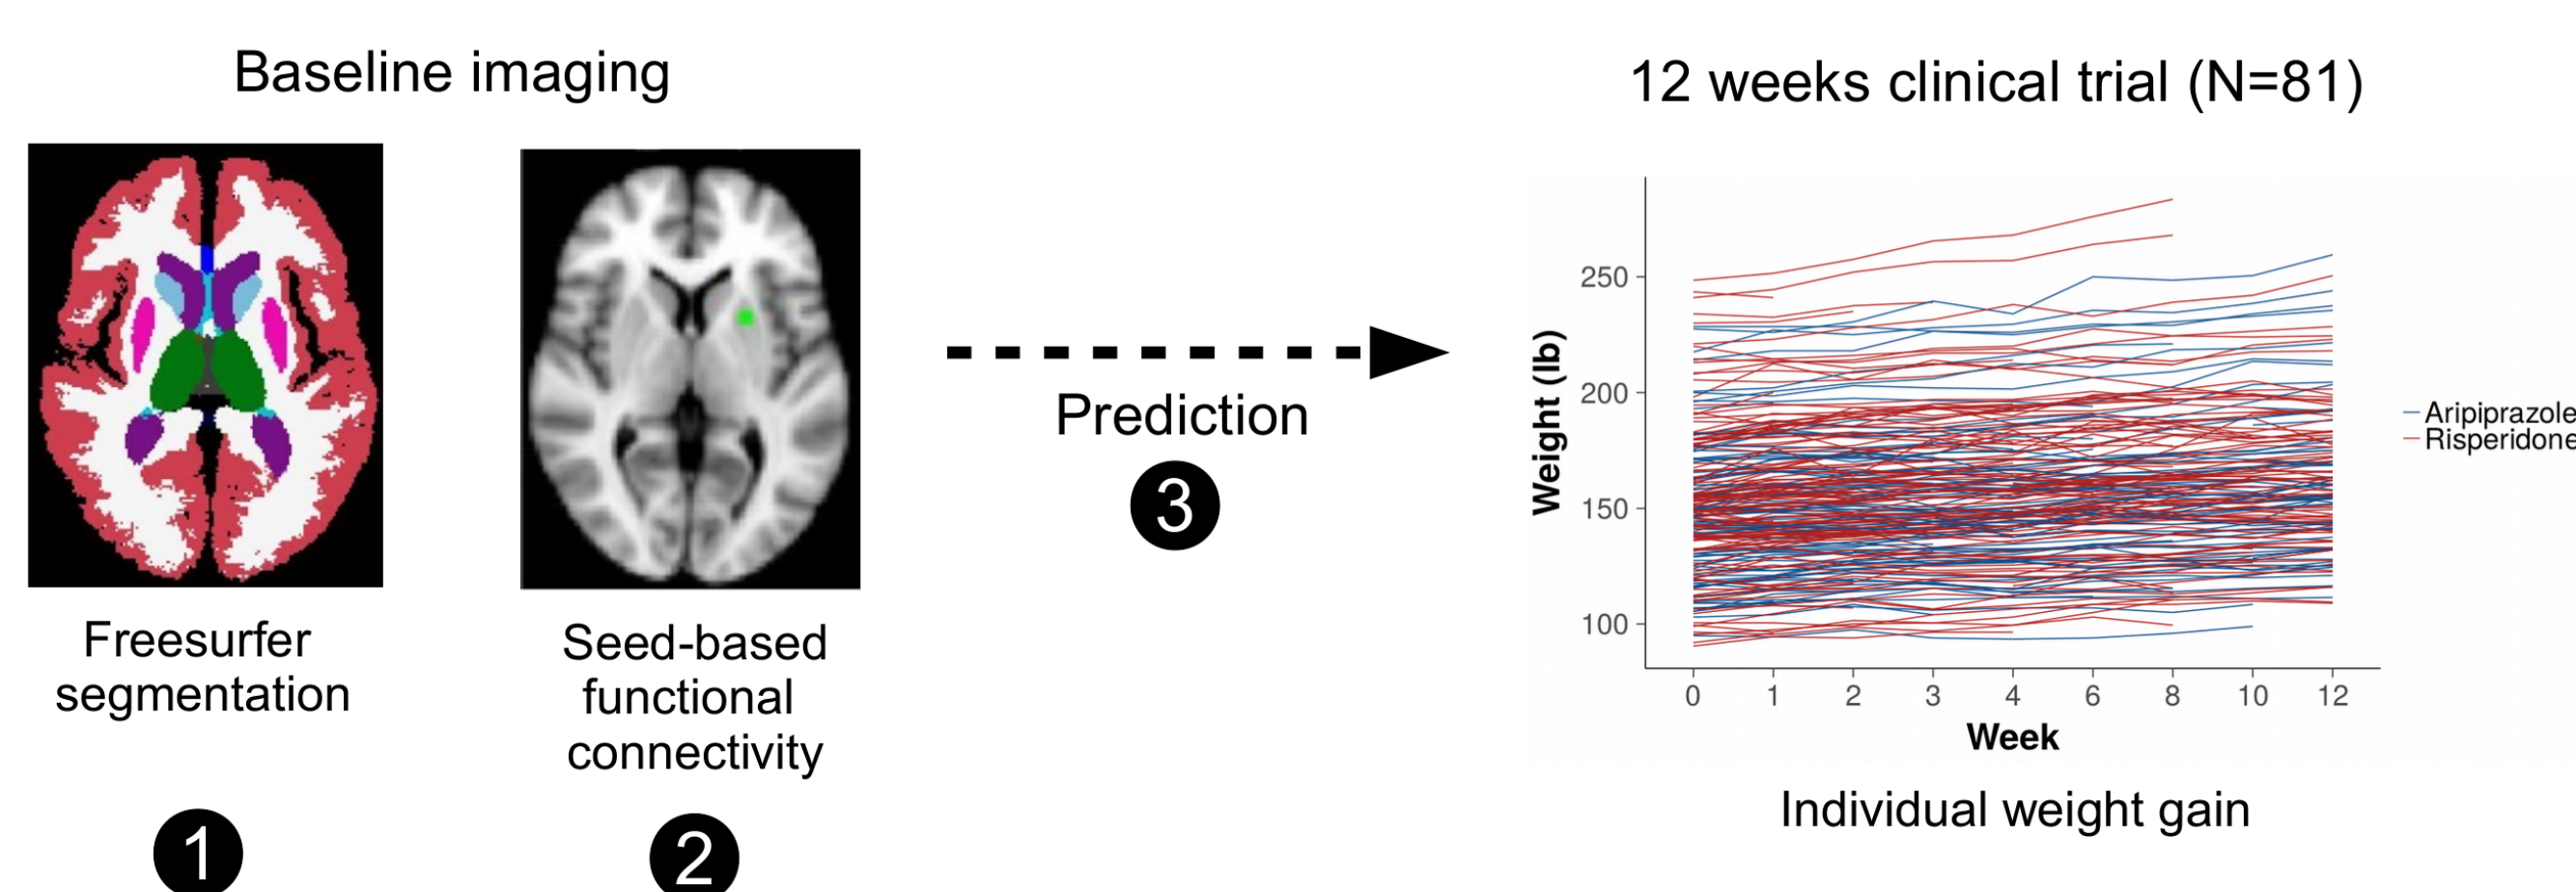 Baseline imaging
12 weeks clinical trial (N=81)
Freesurfer
segmentation
1
Seed-based
functional
connectivity
2
Prediction
3
Weight (lb)
250
200
150
100
0 1 2 3 4 6 8 10 12
Week
Aripiprazole
Risperidone
Individual weight gain